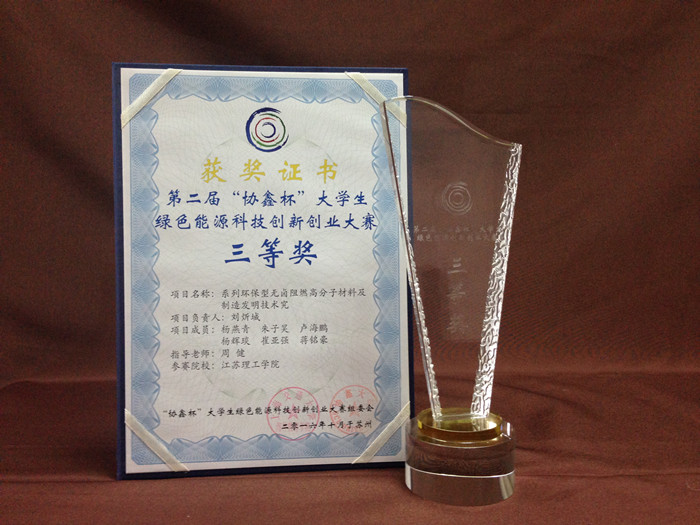 获奖证书
第二届“协鑫杯”大学生
绿色能源科技创新创业大赛
三等奖
项目名称：系列环保型无卤阻燃高分子材料及
制造发明技术究
项目负责人：刘烆城
项目成员：杨燕青 朱子昊 卢海鹏
杨辉琰 崔亚强 蒋铭豪
指导老师：周健
参赛院校：江苏理工学院
“协鑫杯”大学生绿色能源科技创新创业大赛组委会
二零一六年十月于苏州
三等奖